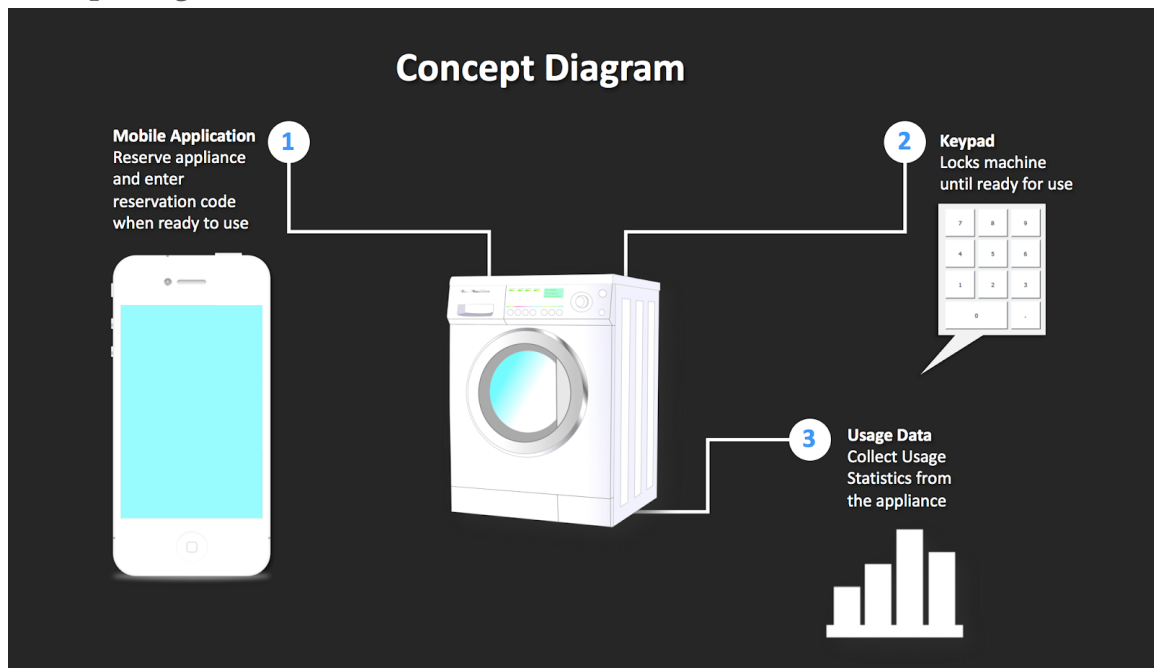 Concept Diagram
1
Mobile Application
Reserve appliance
and enter
reservation code
when ready to use
2
Keypad
Locks machine
until ready for use
7 8 9
4 5 6
1 2 3
0 .
3
Usage Data
Collect Usage
Statistics from
the appliance